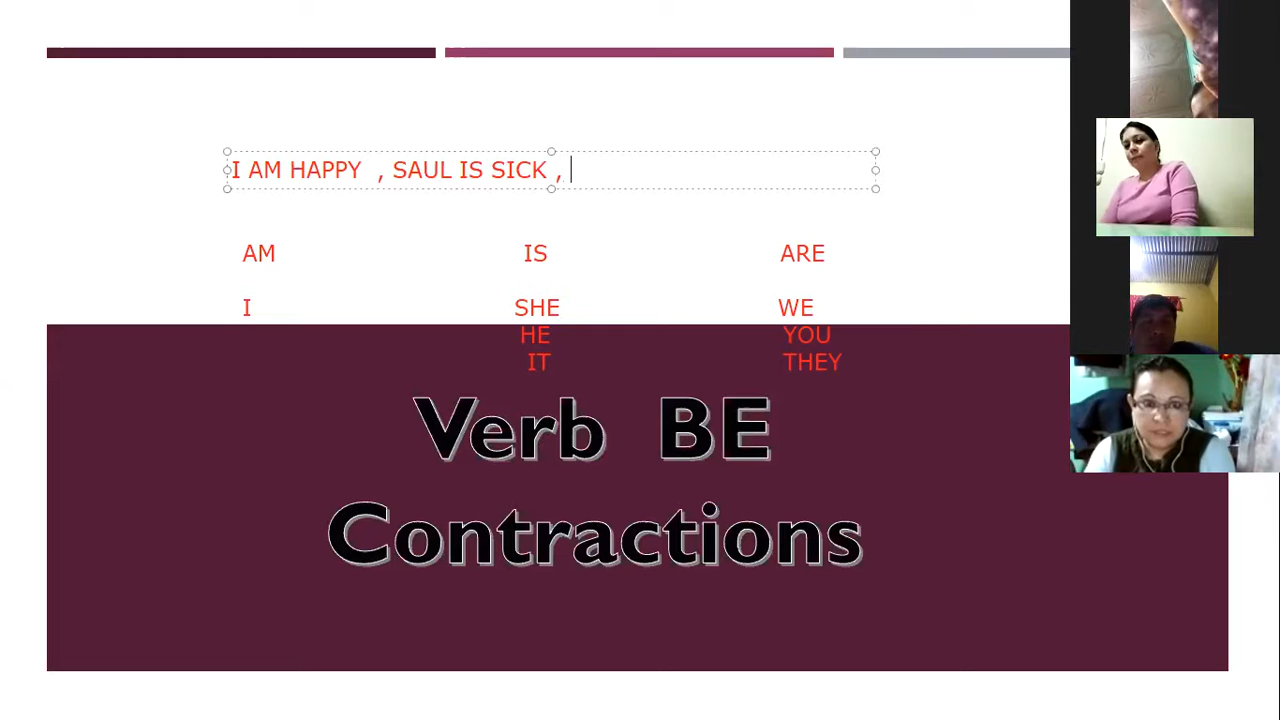 I AM HAPPY , SAUL IS SICK ,
AM IS ARE
I SHE WE
HE YOU
IT THEY
Verb BE
Contractions